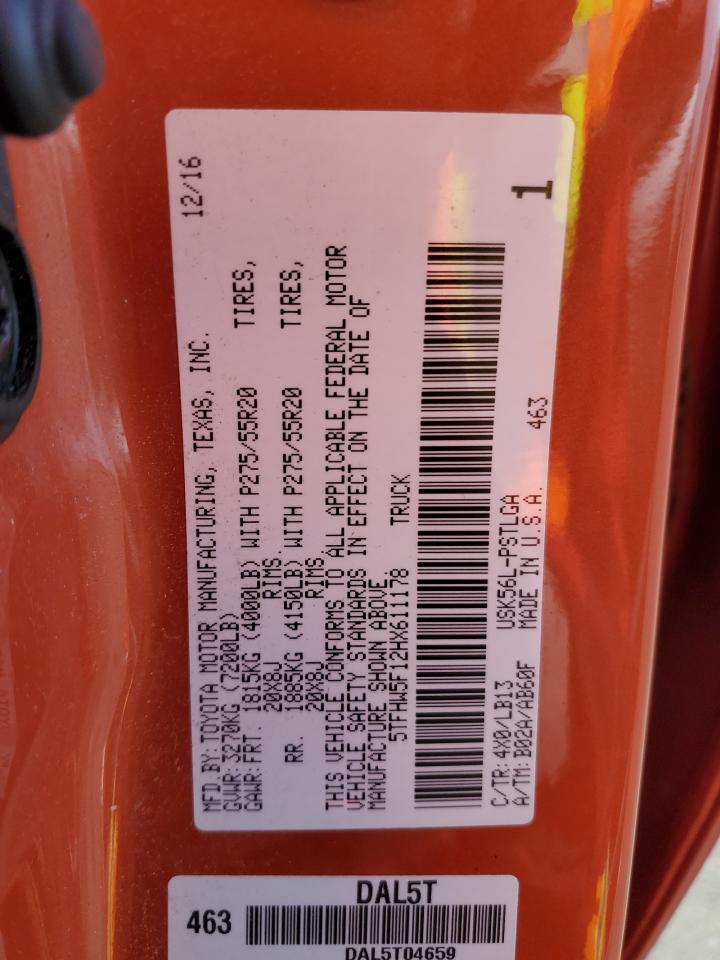 12/16
MFD.BY:TOYOTA MOTOR MANUFACTURING, TEXAS, INC.
GVWR:3270KG (7200LB)
GAWR:FRT. 1815KG (4000LB) WITH P275/55R20 TIRES,
20X8J RIMS
RR. 1885KG (4150LB) WITH P275/55R20 TIRES,
20X8J RIMS
THIS VEHICLE CONFORMS TO ALL APPLICABLE FEDERAL MOTOR
VEHICLE SAFETY STANDARDS IN EFFECT ON THE DATE OF
MANUFACTURE SHOWN ABOVE.
5TFHW5F12HX611178 TRUCK
1
C/TR:4X0/LB13 USK56L-PSTLGA 463
A/TM:B02A/AB60F MADE IN U.S.A.
DAL5T
463
DAL5T04659